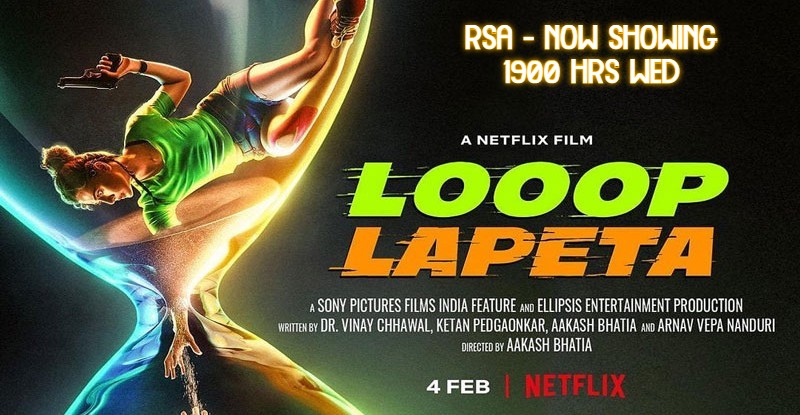 RSA - NOW SHOWING
1900 HRS WED
A NETFLIX FILM
LOOOP
LAPETA
A SONY PICTURES FILMS INDIA FEATURE AND ELLIPSIS ENTERTAINMENT PRODUCTION
WRITTEN BY DR. VINAY CHHAWAL, KETAN PEDGAONKAR, AAKASH BHATIA AND ARNAV VEPA NANDURI
DIRECTED BY AAKASH BHATIA
4 FEB | NETFLIX